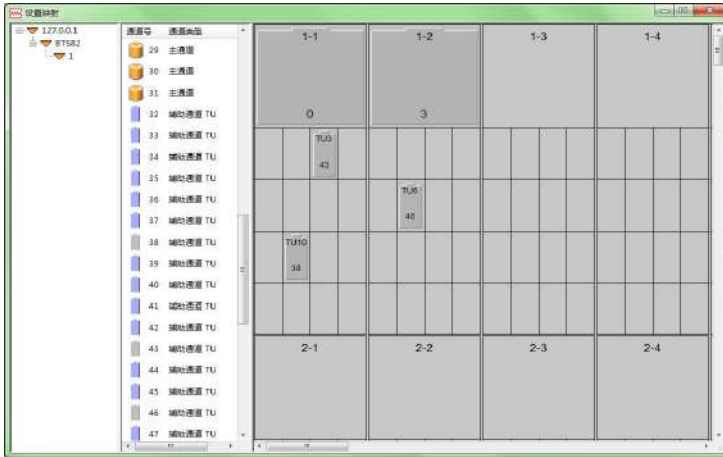 设置映射
127.0.0.1
BTS82
1
通道号 通道类型
29 主通道
30 主通道
31 主通道
32 辅助通道 TU
33 辅助通道 TU
34 辅助通道 TU
35 辅助通道 TU
36 辅助通道 TU
37 辅助通道 TU
38 辅助通道 TU
39 辅助通道 TU
40 辅助通道 TU
41 辅助通道 TU
42 辅助通道 TU
43 辅助通道 TU
44 辅助通道 TU
45 辅助通道 TU
46 辅助通道 TU
47 辅助通道 TU
1-1 1-2 1-3 1-4
0 3
TU3
43
TU6
46
TU10
38
2-1 2-2 2-3 2-4